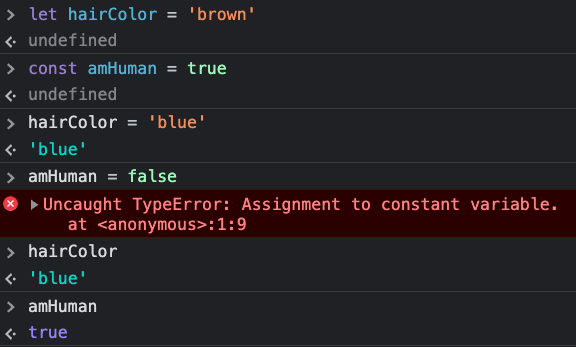 > let hairColor = 'brown'
<· undefined
> const amHuman = true
<· undefined
> hairColor = 'blue'
<· 'blue'
> amHuman = false
▶Uncaught TypeError: Assignment to constant variable.
at <anonymous>:1:9
> hairColor
<· 'blue'
> amHuman
<· true